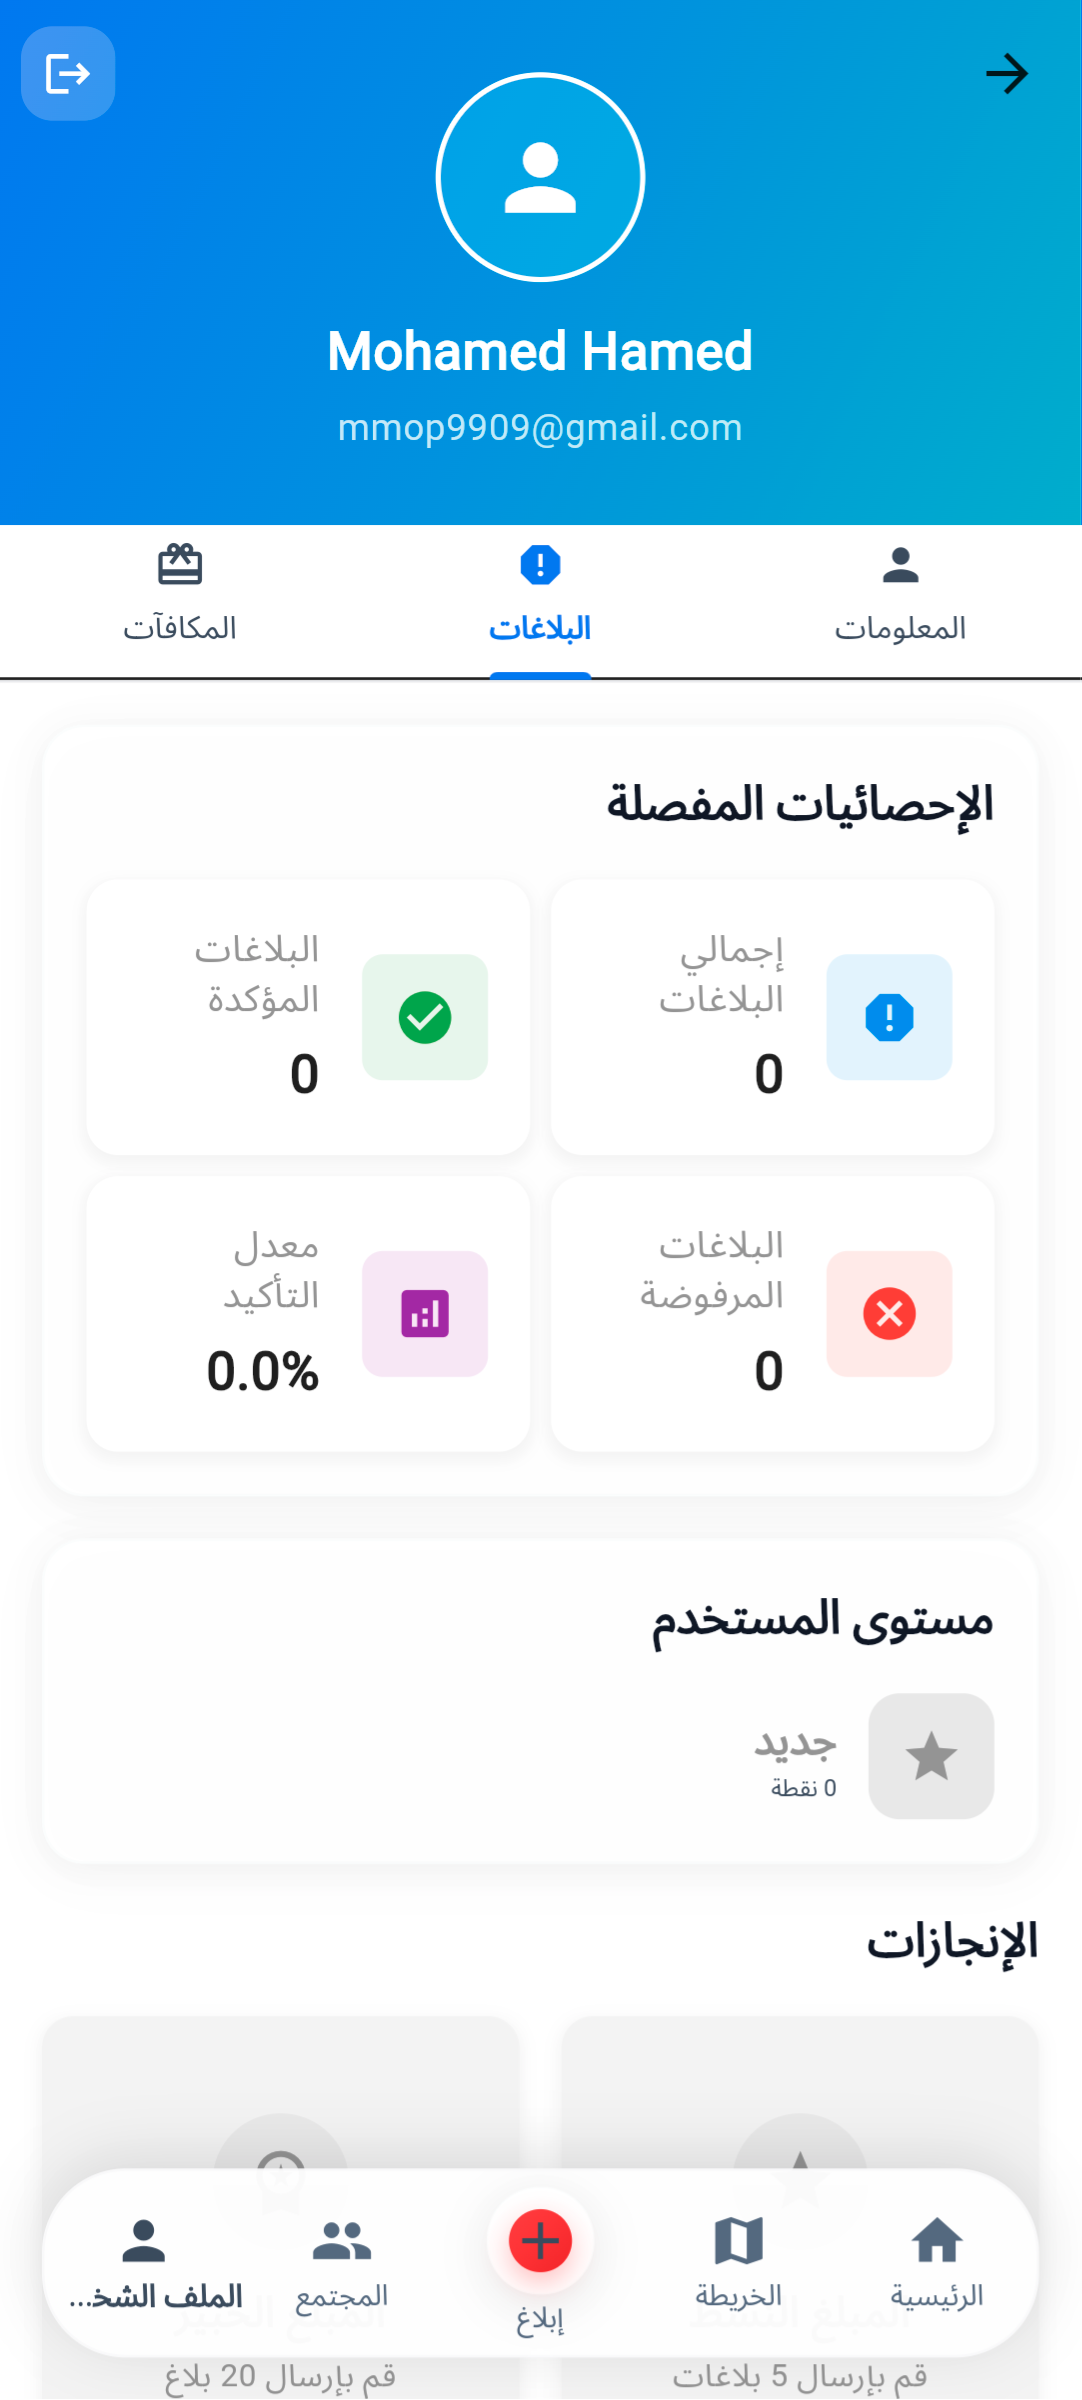 Mohamed Hamed
mmop9909@gmail.com
المعلومات
البلاغات
المكافآت
الإحصائيات المفصلة
إجمالي
البلاغات
0
البلاغات
المؤكدة
0
البلاغات
المرفوضة
0
معدل
التأكيد
0.0%
مستوى المستخدم
جديد
0 نقطة
الإنجازات
الرئيسية
الخريطة
إبلاغ
المجتمع
الملف الشخ...
قم بإرسال 5 بلاغات
قم بإرسال 20 بلاغ